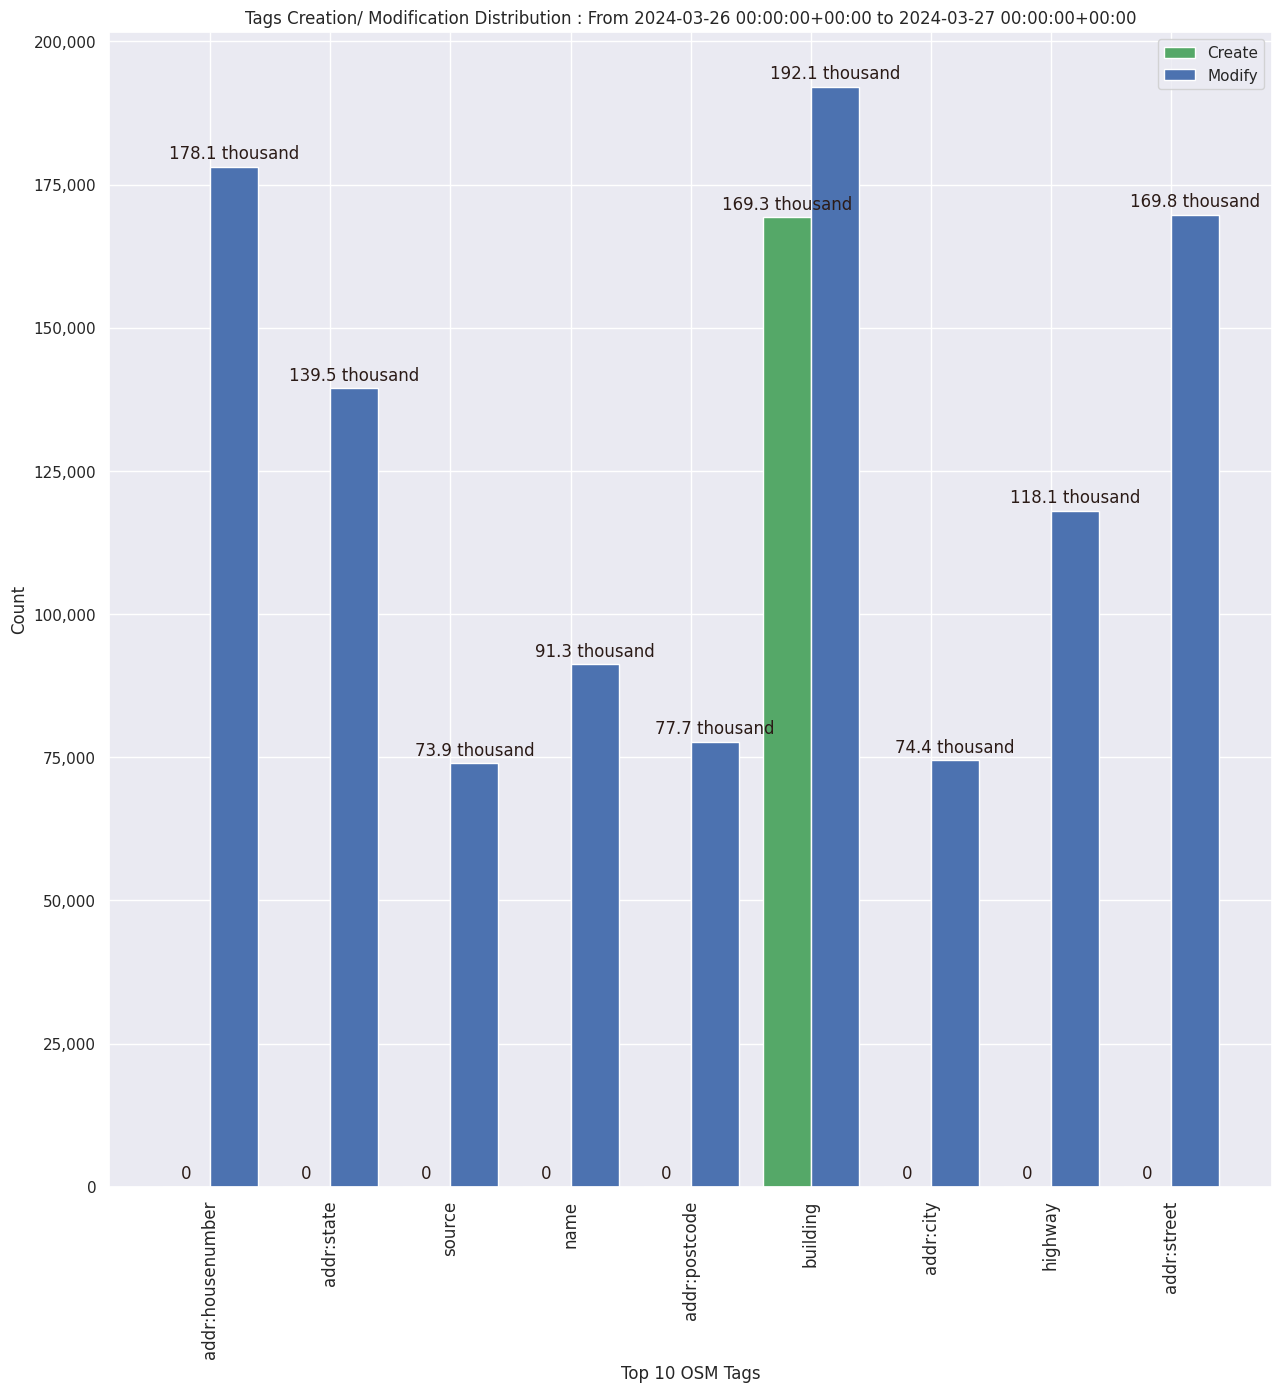 Tags Creation/ Modification Distribution : From 2024-03-26 00:00:00+00:00 to 2024-03-27 00:00:00+00:00
Create
Modify
Count
200,000
175,000
150,000
125,000
100,000
75,000
50,000
25,000
0
178.1 thousand
139.5 thousand
73.9 thousand
91.3 thousand
77.7 thousand
169.3 thousand
192.1 thousand
74.4 thousand
118.1 thousand
169.8 thousand
0
0
0
0
0
0
0
0
addr:housenumber
addr:state
source
name
addr:postcode
building
addr:city
highway
addr:street
Top 10 OSM Tags